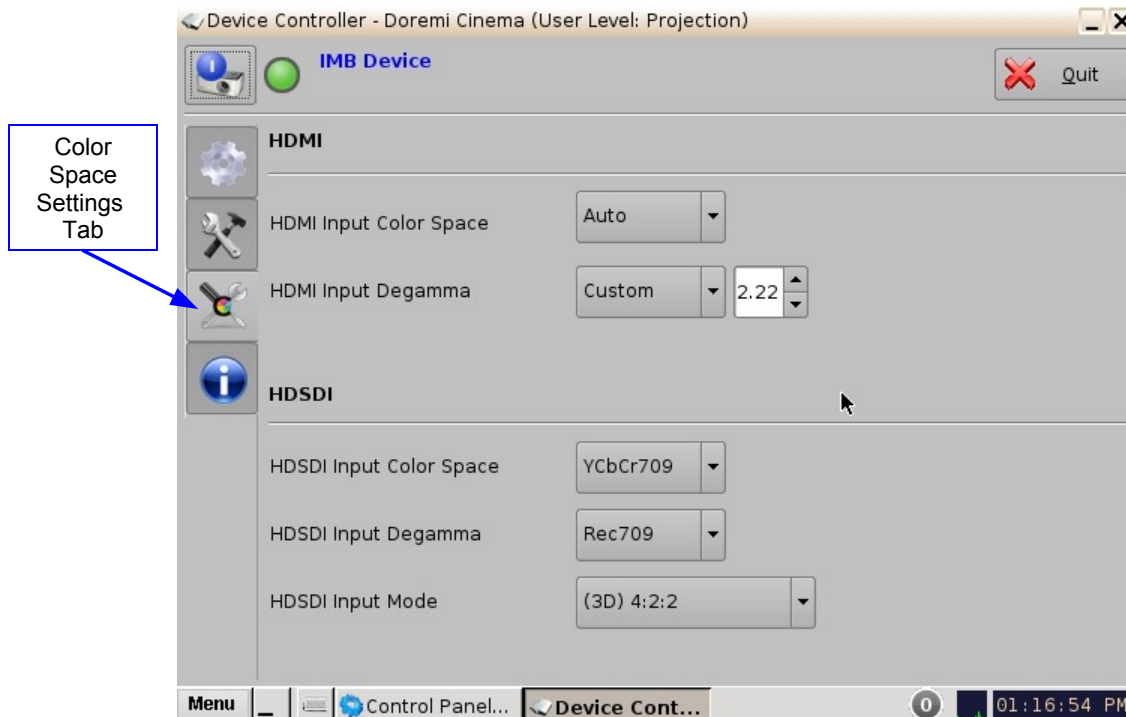 Device Controller - Doremi Cinema (User Level: Projection)
IMB Device
Quit
Color
Space
Settings
Tab
HDMI
HDMI Input Color Space
Auto
HDMI Input Degamma
Custom
2.22
HDSDI
HDSDI Input Color Space
YCbCr709
HDSDI Input Degamma
Rec709
HDSDI Input Mode
(3D) 4:2:2
Menu
Control Panel...
Device Cont...
0
01:16:54 PM